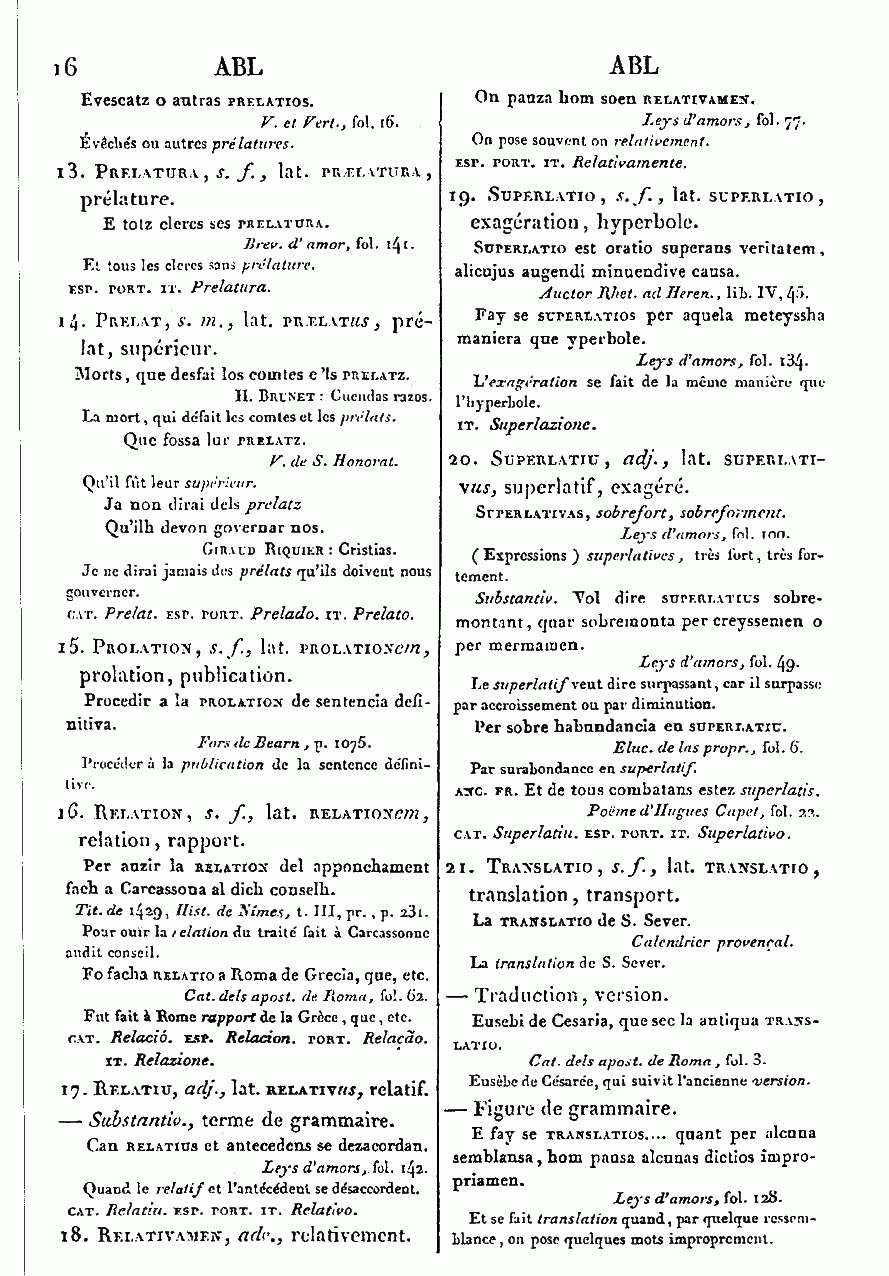 16 ABL ABL
Evescatz o autras PRELATIOS.
V. et Vert., fol. 16.
Évêchés ou autres prélatures.
13. PRELATURA, s. f., lat. PRÆLATURA,
prélature.
E totz clercs ses PRELATURA.
Brev. d'amor, fol. 141.
Et tous les clercs sans prélature.
ESP. PORT. IT. Prelatura.
14. PRELAT, s. m., lat. PRÆLATus, pré-
lat, supérieur.
Morts, que desfai los comtes e 'ls PRELATZ.
H. BRUNET : Cuendas razos.
La mort, qui défait les comtes et les prélats.
Que fossa lur PRELATZ.
V. de S. Honorat.
Qu'il fût leur supérieur.
Ja non dirai dels prelatz
Qu'ilh devon governar nos.
GIRAUD RIQUIER : Cristias.
Je ne dirai jamais des prélats qu'ils doivent nous
gouverner.
CAT. Prelat. ESP. PORT. Prelado. IT. Prelato.
15. PROLATION, s. f., lat. PROLATIONem,
prolation, publication.
Procedir a la PROLATION de sentencia defi-
nitiva.
Fors de Bearn, p. 1075.
Procéder à la publication de la sentence défini-
tive.
16. RELATION, s. f., lat. RELATIONem,
relation, rapport.
Per auzir la RELATION del apponchament
fach a Carcassona al dich conselh.
Tit. de 1429, Hist. de Nîmes, t. III, pr., p. 231.
Pour ouïr la relation du traité fait à Carcassonne
audit conseil.
Fo facha RELATIO a Roma de Grecia, que, etc.
Cat. dels apost. de Roma, fol. 62.
Fut fait à Rome rapport de la Grèce, que, etc.
CAT. Relació. ESP. Relacion. PORT. Relação.
IT. Relazione.
17. RELATIU, adj., lat. RELATIVus, relatif.
— Substantiv., terme de grammaire.
Can RELATIUS et antecedens se dezacordan.
Leys d'amors, fol. 142.
Quand le relatif et l'antécédent se désaccordent.
CAT. Relatiu. ESP. PORT. IT. Relativo.
18. RELATIVAMEN, adv., relativement.
On pauza hom soen RELATIVAMEN.
Leys d'amors, fol. 77.
On pose souvent on relativement.
ESP. PORT. IT. Relativamente.
19. SUPERLATIO, s. f., lat. SUPERLATIO,
exagération, hyperbole.
SUPERLATIO est oratio superans veritatem,
alicujus augendi minuendive causa.
Auctor Rhet. ad Heren., lib. IV, 45.
Fay se SUPERLATIOS per aquela meteyssha
maniera que yperbole.
Leys d'amors, fol. 134.
L'exagération se fait de la même manière que
l'hyperbole.
IT. Superlazione.
20. SUPERLATIU, adj., lat. SUPERLATI-
vus, superlatif, exagéré.
SUPERLATIVAS, sobrefort, sobreforment.
Leys d'amors, fol. 100.
( Expressions ) superlatives, très fort, très for-
tement.
Substantiv. Vol dire SUPERLATIUS sobre-
montant, quar sobremonta per creyssemen o
per mermamen.
Leys d'amors, fol. 49.
Le superlatif veut dire surpassant, car il surpasse
par accroissement ou par diminution.
Per sobre habundancia en SUPERLATIU.
Eluc. de las propr., fol. 6.
Par surabondance en superlatif.
ANC. FR. Et de tous combatans estez superlatis.
Poëme d'Hugues Capet, fol. 22.
CAT. Superlatiu. ESP. PORT. IT. Superlativo.
21. TRANSLATIO, s. f., lat. TRANSLATIO,
translation, transport.
La TRANSLATIO de S. Sever.
Calendrier provençal.
La translation de S. Sever.
— Traduction, version.
Eusebi de Cesaria, que sec la antiqua TRANS-
LATIO.
Cat. dels apost. de Roma, fol. 3.
Eusèbe de Césarée, qui suivit l'ancienne version.
— Figure de grammaire.
E fay se TRANSLATIOS.... quant per alcuna
semblansa, hom pausa alcunas dictios impro-
priamen.
Leys d'amors, fol. 128.
Et se fait translation quand, par quelque ressem-
blance, on pose quelques mots improprement.